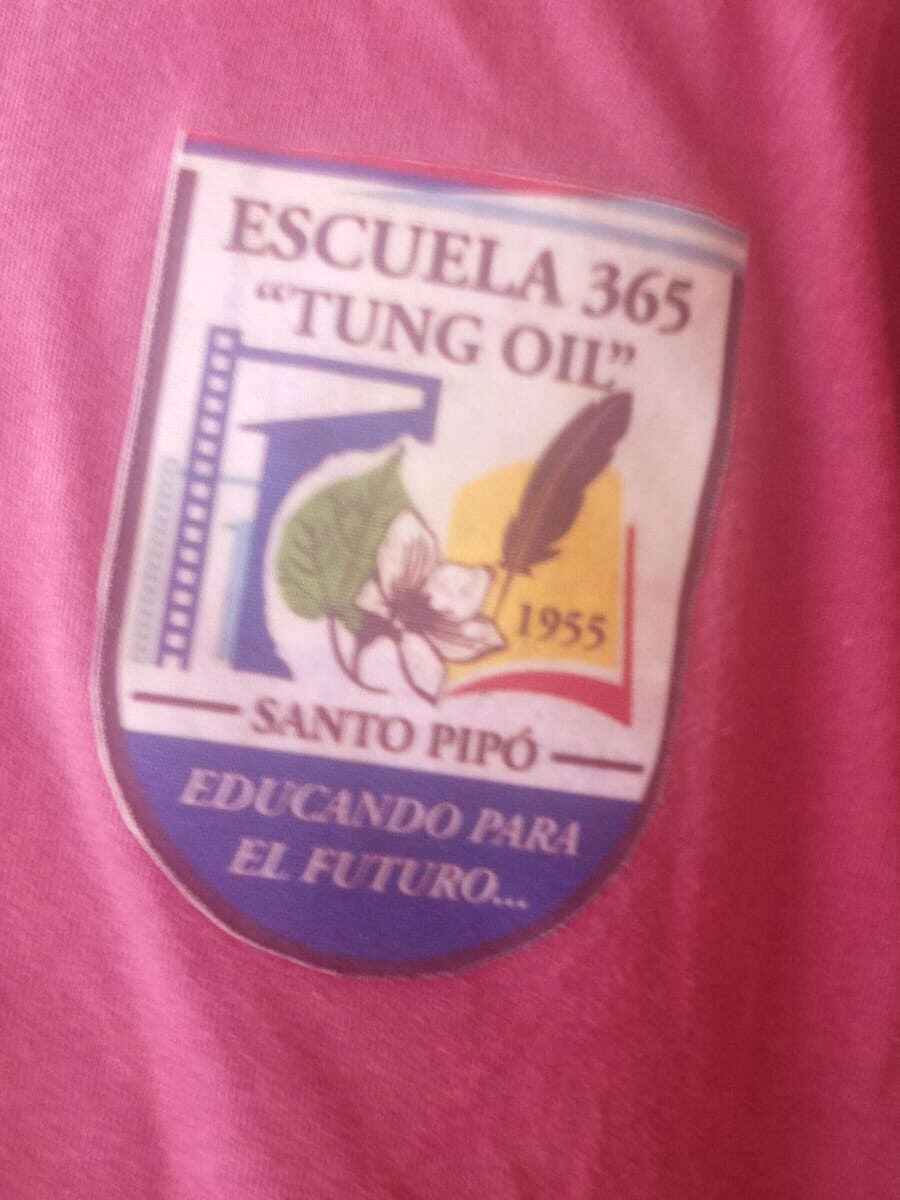 ESCUELA 365
“TUNG OIL”
1955
SANTO PIPÓ
EDUCANDO PARA
EL FUTURO...